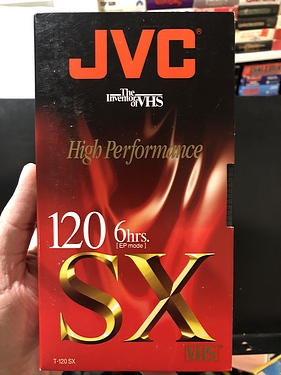 JVC®
The
Inventor
of VHS
High Performance
120 6hrs.
[EP mode]
SX
VHS
T-120 SX